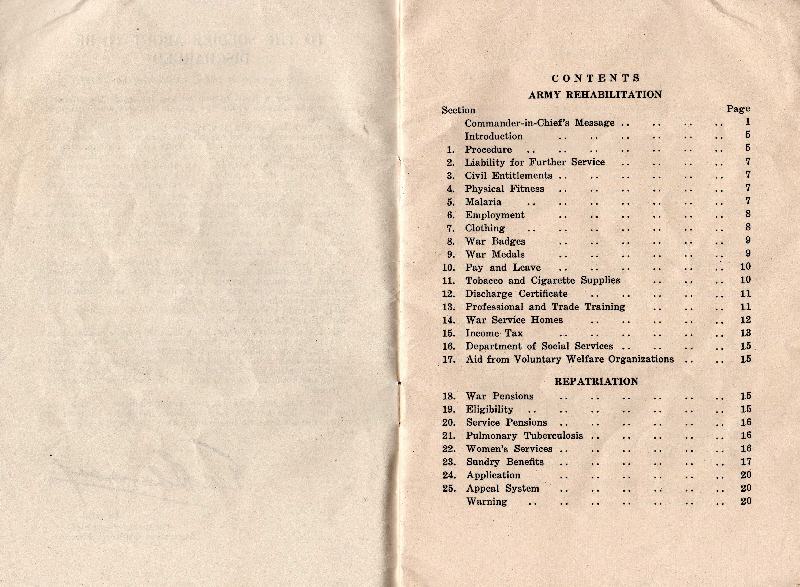 CONTENTS
ARMY REHABILITATION
Section Page
Commander-in-Chief's Message .. .. .. .. 1
Introduction .. .. .. .. .. .. 5
1. Procedure .. .. .. .. .. .. .. 5
2. Liability for Further Service .. .. .. .. 7
3. Civil Entitlements .. .. .. .. .. .. 7
4. Physical Fitness .. .. .. .. .. .. 7
5. Malaria .. .. .. .. .. .. .. 7
6. Employment .. .. .. .. .. .. 8
7. Clothing .. .. .. .. .. .. .. 8
8. War Badges .. .. .. .. .. .. 9
9. War Medals .. .. .. .. .. .. 9
10. Pay and Leave .. .. .. .. .. .. 10
11. Tobacco and Cigarette Supplies .. .. .. 10
12. Discharge Certificate .. .. .. .. .. 11
13. Professional and Trade Training .. .. .. 11
14. War Service Homes .. .. .. .. .. 12
15. Income Tax .. .. .. .. .. .. 13
16. Department of Social Services .. .. .. .. 15
17. Aid from Voluntary Welfare Organizations .. .. 15
REPATRIATION
18. War Pensions .. .. .. .. .. .. 15
19. Eligibility .. .. .. .. .. .. .. 15
20. Service Pensions .. .. .. .. .. .. 16
21. Pulmonary Tuberculosis .. .. .. .. .. 16
22. Women's Services .. .. .. .. .. .. 16
23. Sundry Benefits .. .. .. .. .. .. 17
24. Application .. .. .. .. .. .. 20
25. Appeal System .. .. .. .. .. .. 20
Warning .. .. .. .. .. .. .. 20